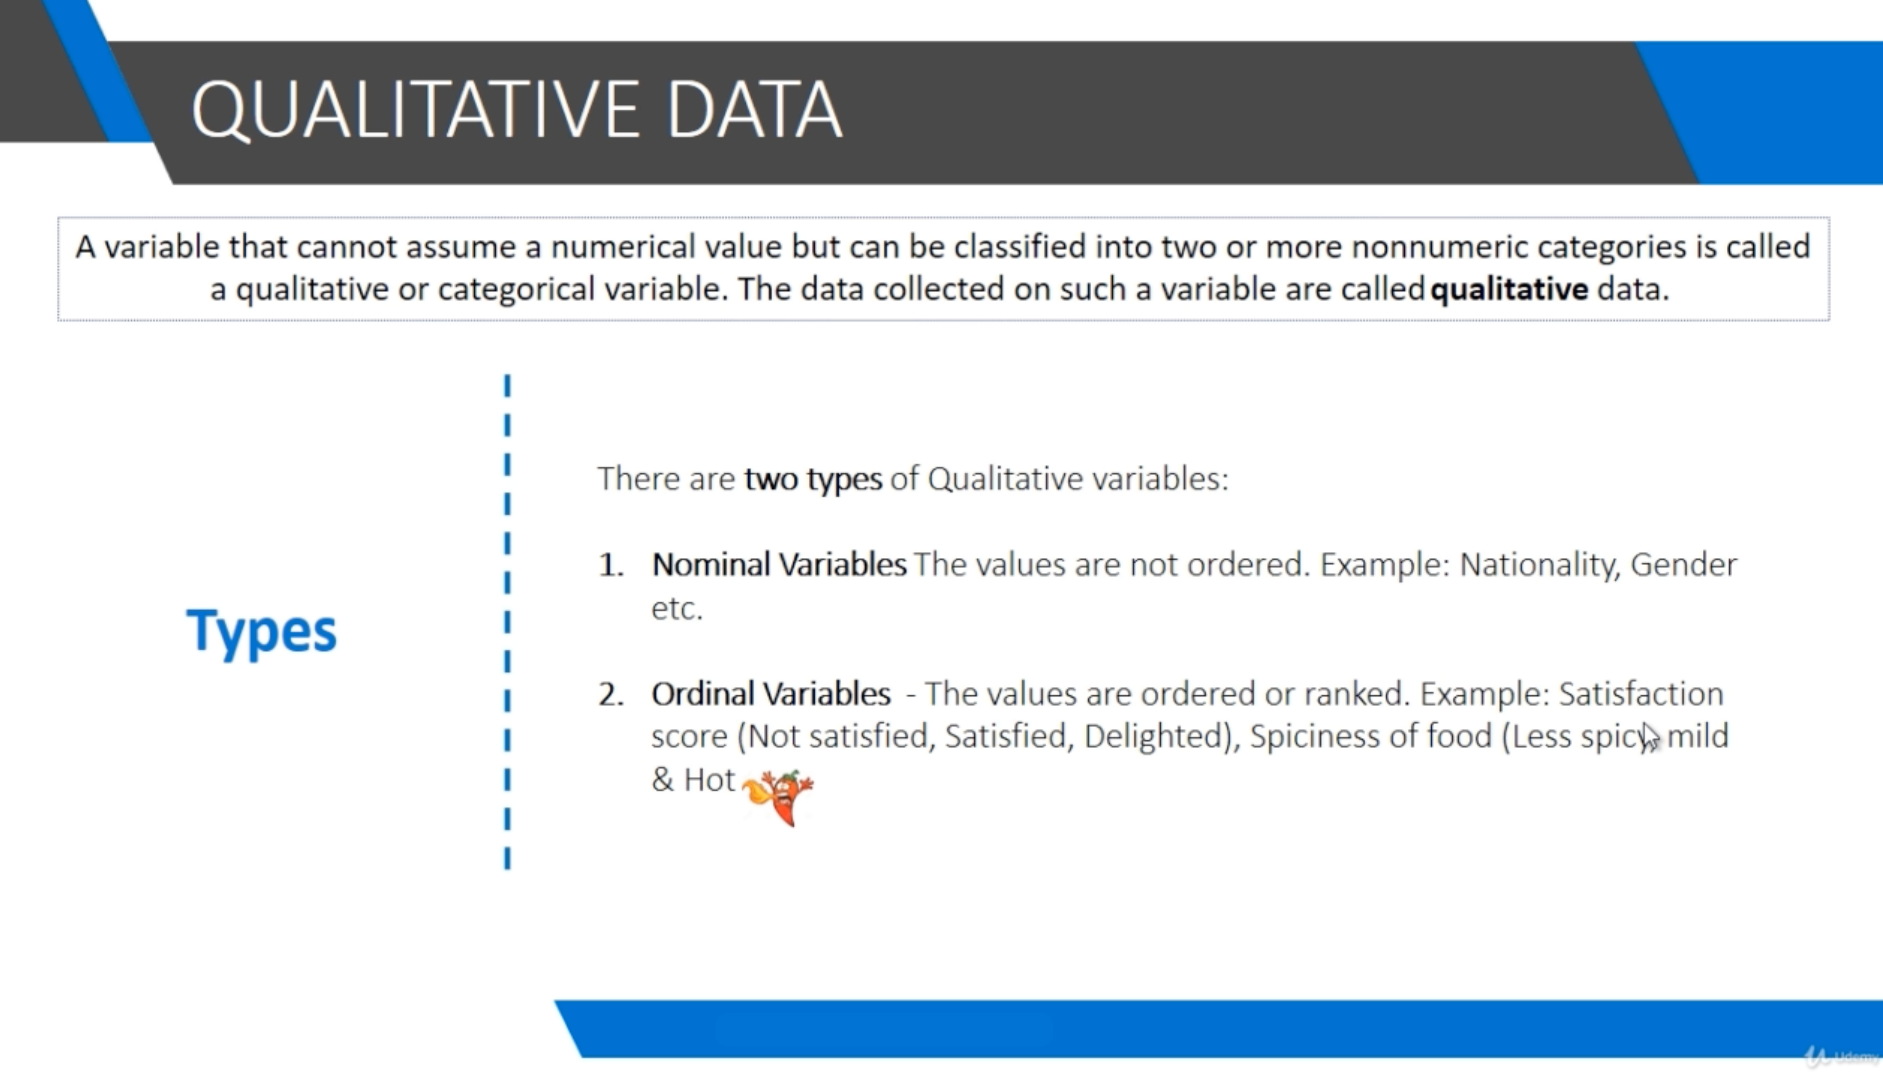 QUALITATIVE DATA
A variable that cannot assume a numerical value but can be classified into two or more nonnumeric categories is called
a qualitative or categorical variable. The data collected on such a variable are called qualitative data.
Types
There are two types of Qualitative variables:
1. Nominal Variables The values are not ordered. Example: Nationality, Gender
etc.
2. Ordinal Variables - The values are ordered or ranked. Example: Satisfaction
score (Not satisfied, Satisfied, Delighted), Spiciness of food (Less spicy, mild
& Hot
Udemy